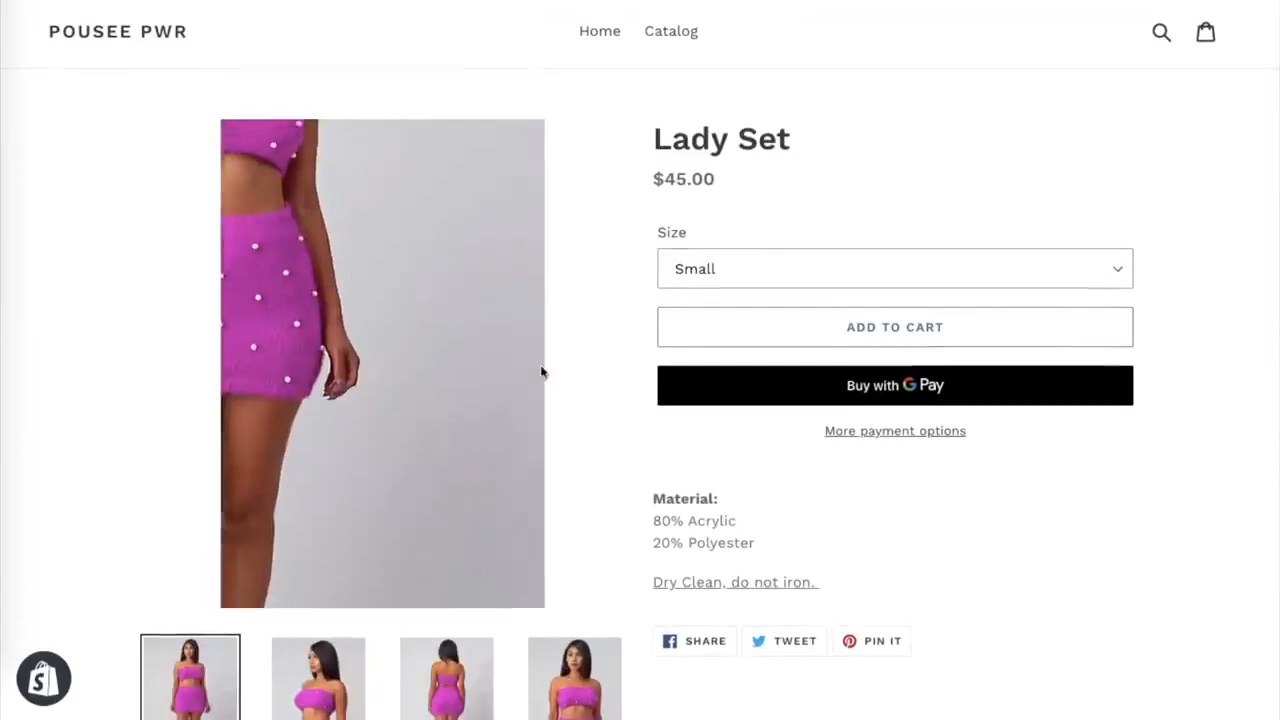 POUSEE PWR
Home
Catalog
Lady Set
$45.00
Size
Small
ADD TO CART
Buy with G Pay
More payment options
Material:
80% Acrylic
20% Polyester
Dry Clean, do not iron.
SHARE
TWEET
PIN IT